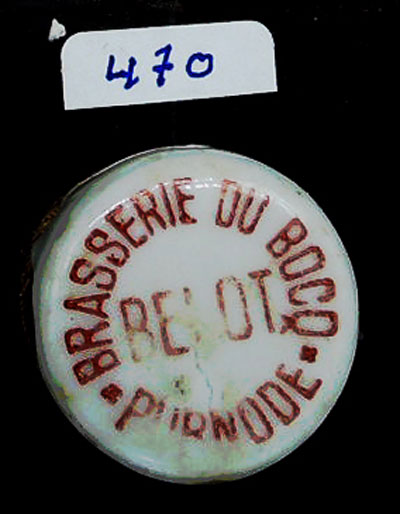 470
BRASSERIE DU BOCQ
BELOT
PURNODE